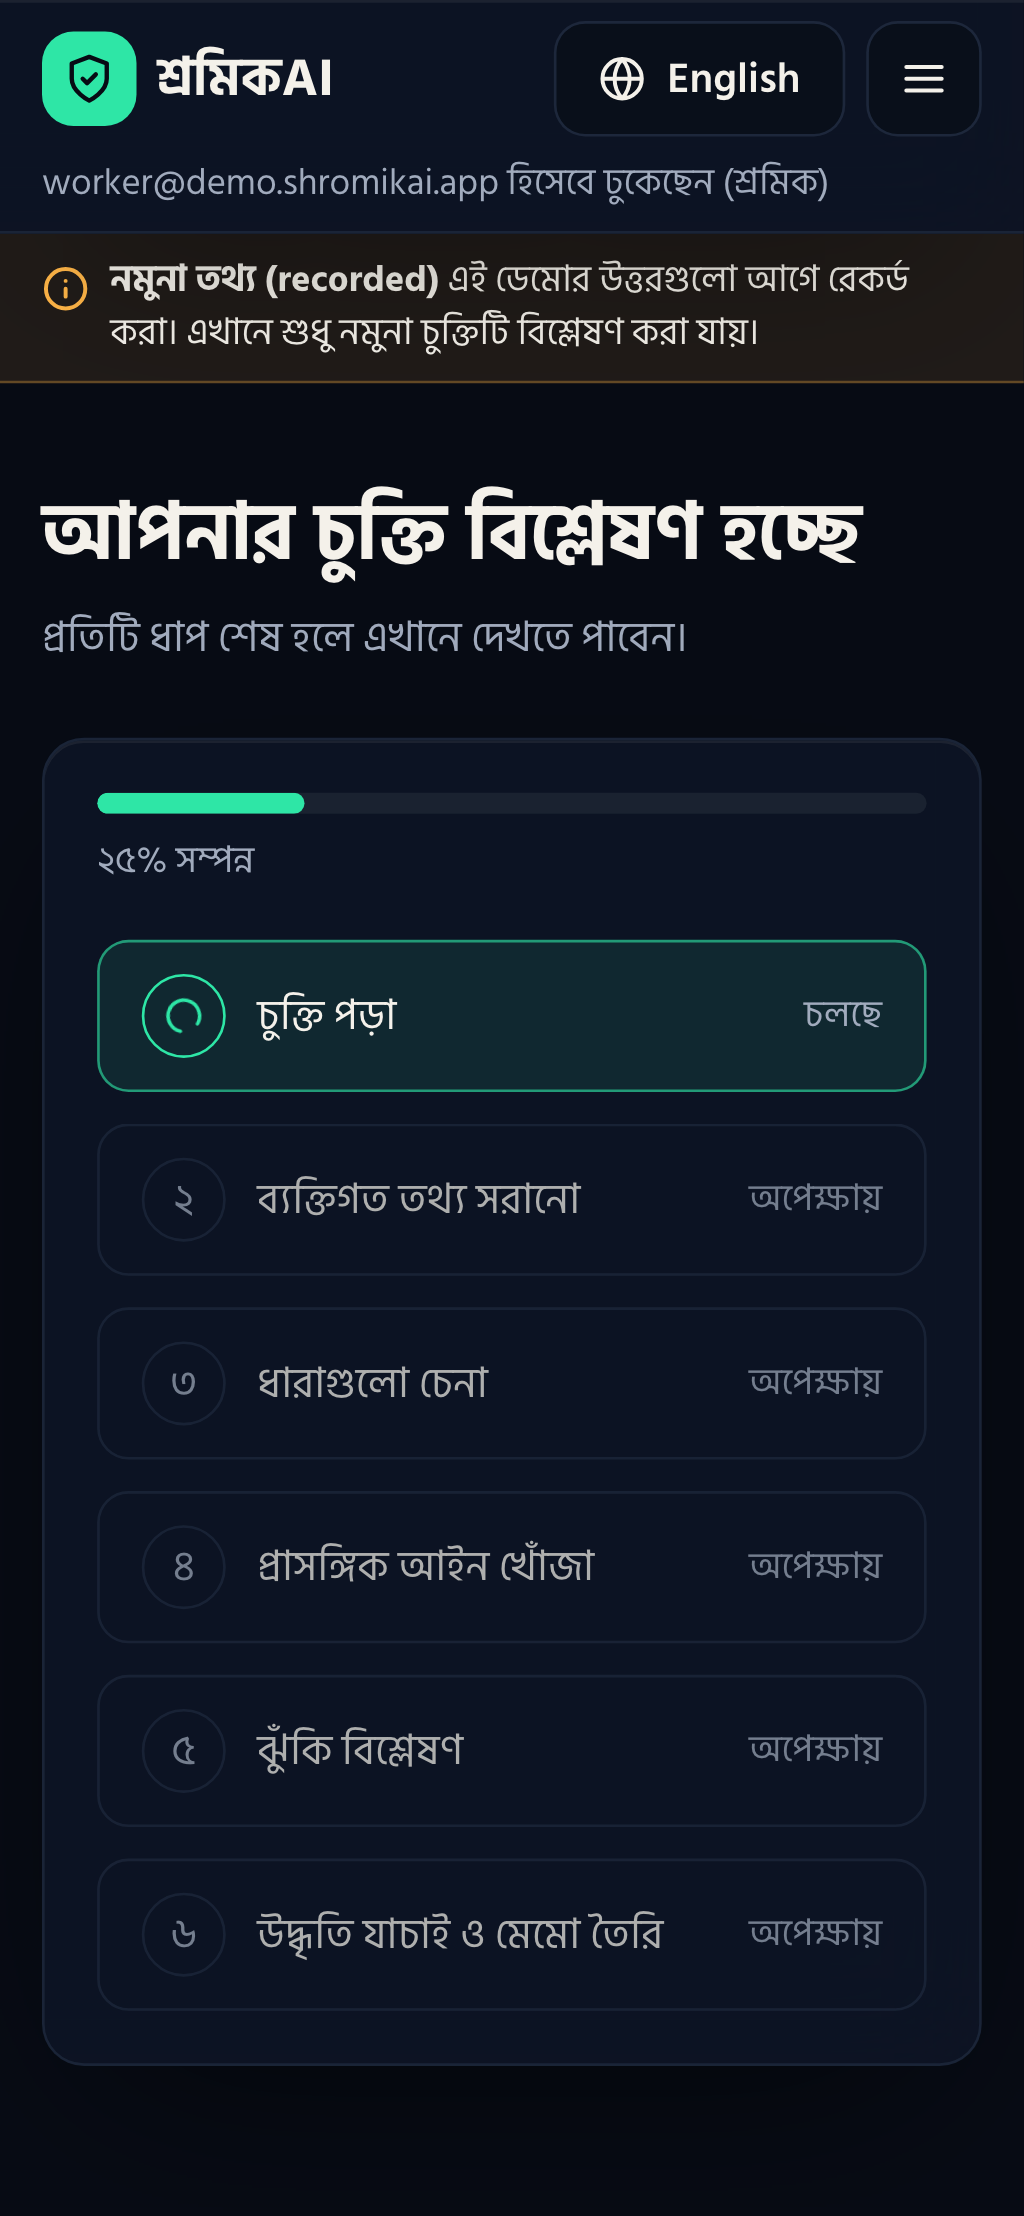 শ্রমিকAI
English
worker@demo.shromikai.app হিসেবে ঢুকেছেন (শ্রমিক)
নমুনা তথ্য (recorded) এই ডেমোর উত্তরগুলো আগে রেকর্ড
করা। এখানে শুধু নমুনা চুক্তিটি বিশ্লেষণ করা যায়।
আপনার চুক্তি বিশ্লেষণ হচ্ছে
প্রতিটি ধাপ শেষ হলে এখানে দেখতে পাবেন।
২৫% সম্পন্ন
চুক্তি পড়া চলছে
২ ব্যক্তিগত তথ্য সরানো অপেক্ষায়
৩ ধারাগুলো চেনা অপেক্ষায়
৪ প্রাসঙ্গিক আইন খোঁজা অপেক্ষায়
৫ ঝুঁকি বিশ্লেষণ অপেক্ষায়
৬ উদ্ধৃতি যাচাই ও মেমো তৈরি অপেক্ষায়